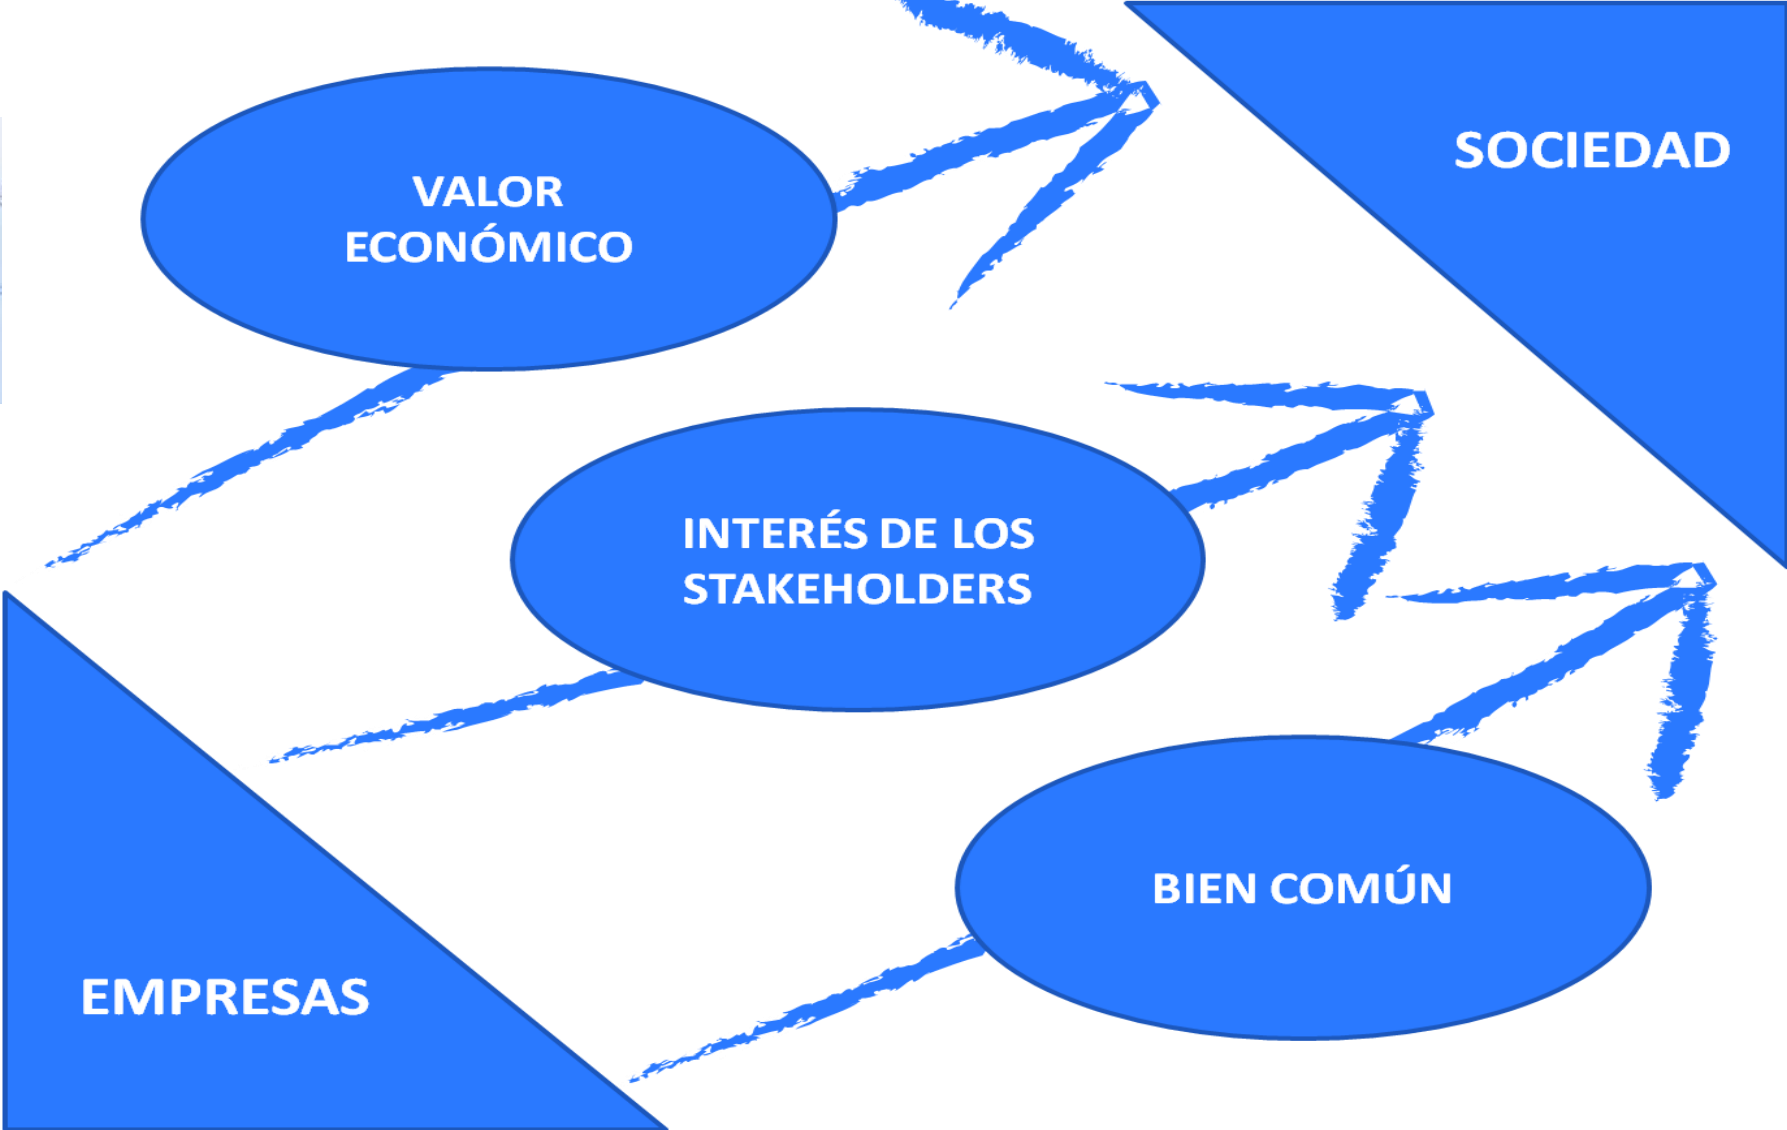 SOCIEDAD
VALOR
ECONÓMICO
INTERÉS DE LOS
STAKEHOLDERS
BIEN COMÚN
EMPRESAS